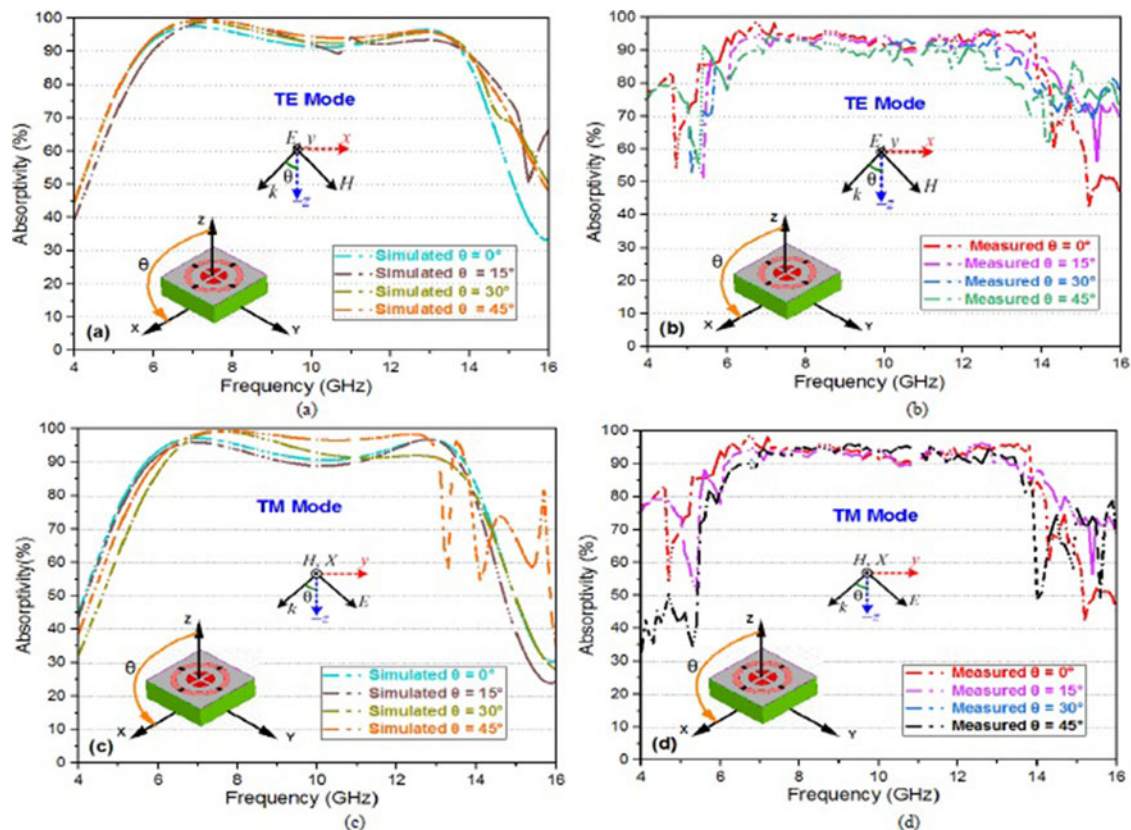 100
90
80
70
60
50
40
30
20
10
0
Absorptivity (%)
TE Mode
E y x
θ
k H
z
z
θ
X Y
Simulated θ = 0°
Simulated θ = 15°
Simulated θ = 30°
Simulated θ = 45°
(a)
4 6 8 10 12 14 16
Frequency (GHz)
(a)
100
90
80
70
60
50
40
30
20
10
0
Absorptivity (%)
TE Mode
E y x
θ
k H
z
z
θ
X Y
Measured θ = 0°
Measured θ = 15°
Measured θ = 30°
Measured θ = 45°
(b)
4 6 8 10 12 14 16
Frequency (GHz)
(b)
100
90
80
70
60
50
40
30
20
10
0
Absorptivity(%)
TM Mode
H, X y
θ
k E
z
Z
θ
X Y
Simulated θ = 0°
Simulated θ = 15°
Simulated θ = 30°
Simulated θ = 45°
(c)
4 6 8 10 12 14 16
Frequency (GHz)
(c)
100
90
80
70
60
50
40
30
20
10
0
Absorptivity (%)
TM Mode
H, X y
θ
k E
z
Z
θ
X Y
Measured θ = 0°
Measured θ = 15°
Measured θ = 30°
Measured θ = 45°
(d)
4 6 8 10 12 14 16
Frequency (GHz)
(d)